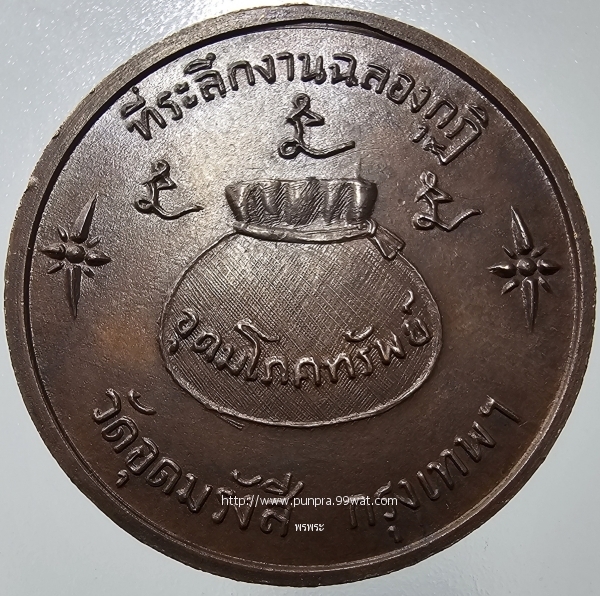 ที่ระลึกงานฉลองกุฏิ
อุดมโภคทรัพย์
วัดอุดมรังสี กรุงเทพฯ
http://www.punpra.99wat.com
พรพระ